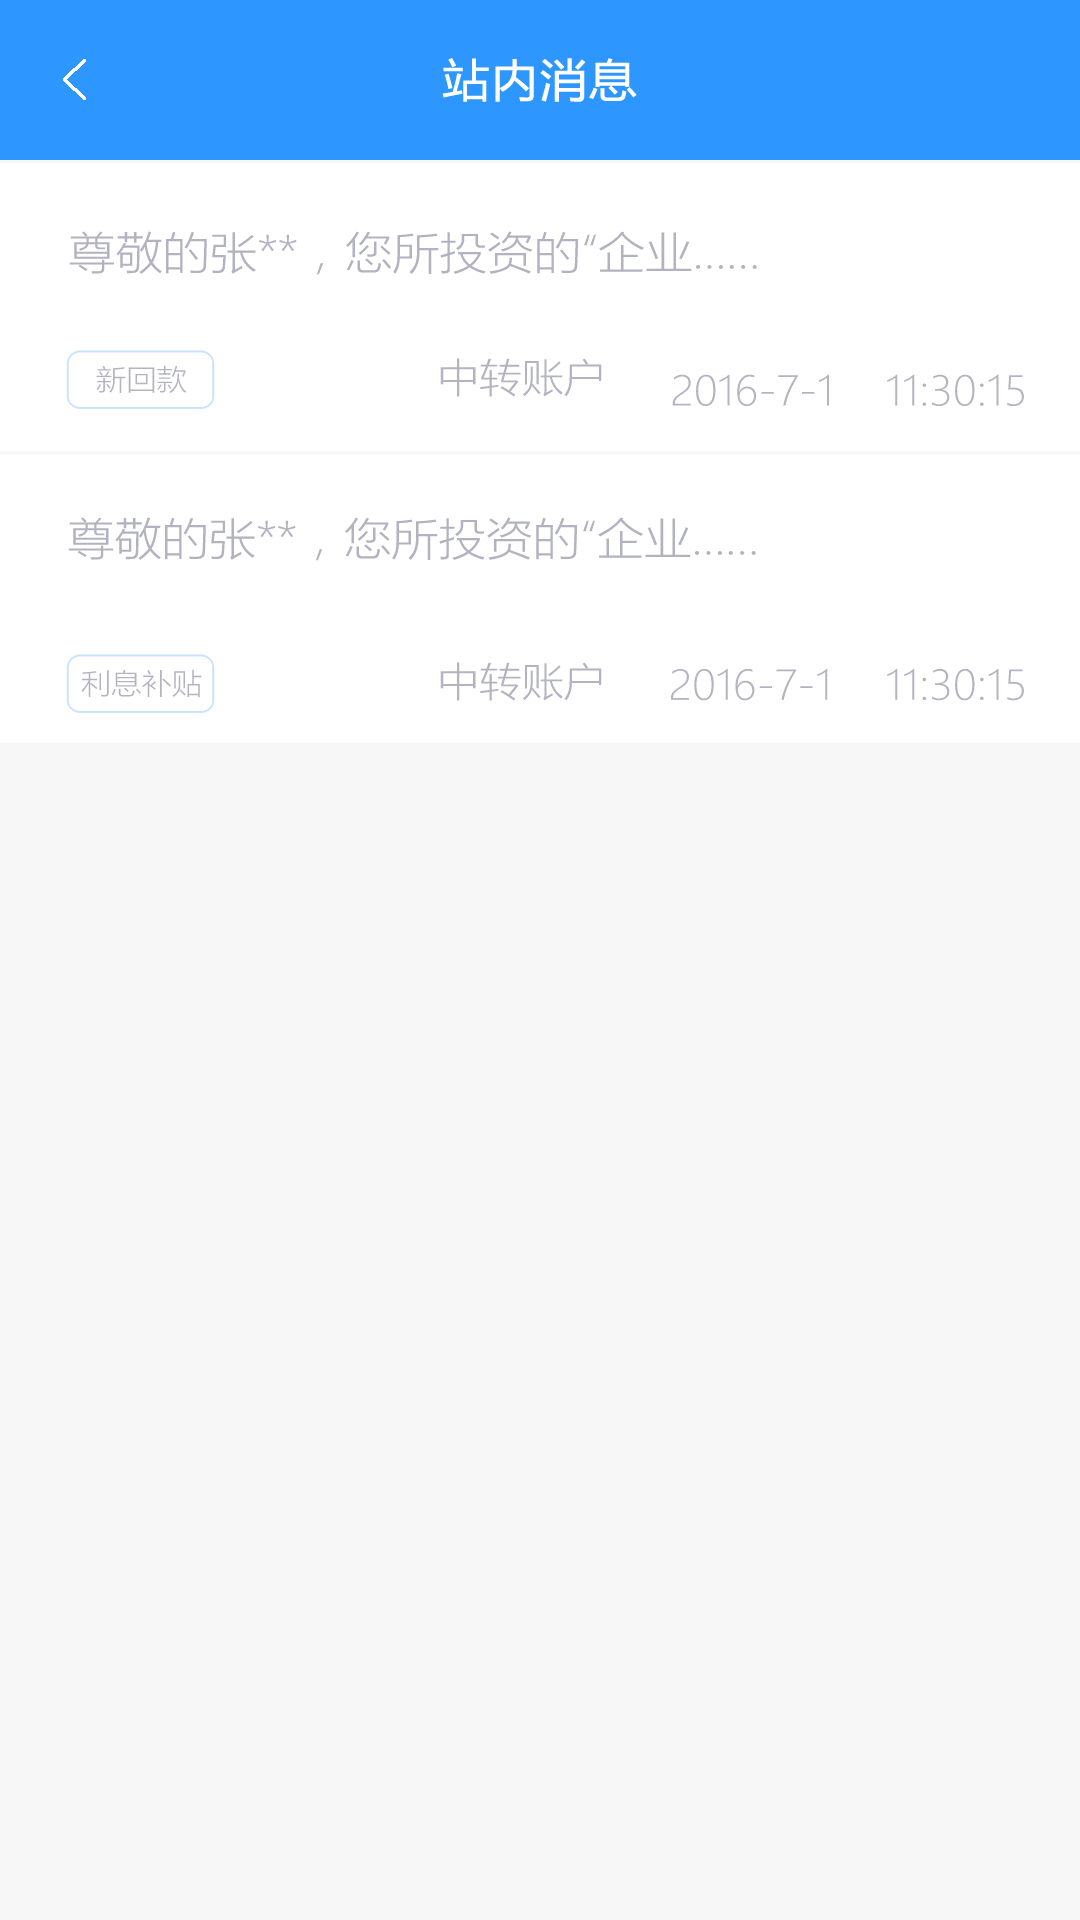 站内消息
尊敬的张**，您所投资的“企业......
新回款 中转账户 2016-7-1 11:30:15
尊敬的张**，您所投资的“企业......
利息补贴 中转账户 2016-7-1 11:30:15